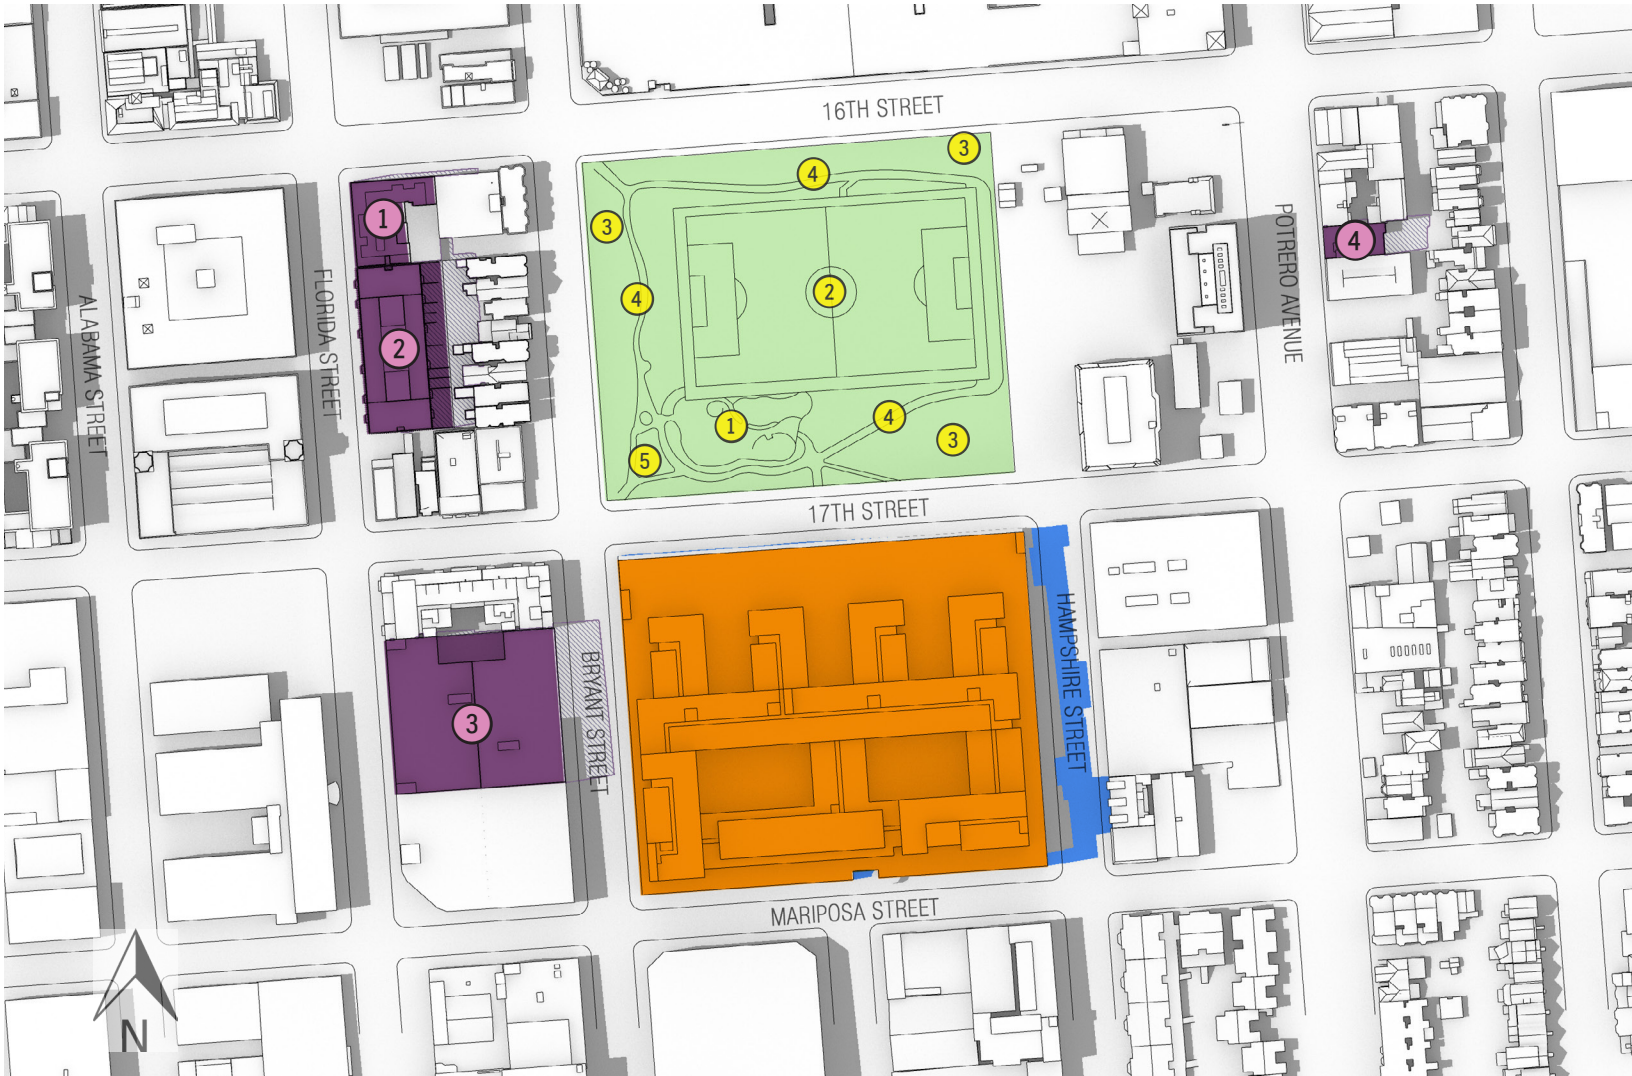 16TH STREET
3
4
1
3
4
POTRERO AVENUE
ALABAMA STREET
FLORIDA STREET
2
4
2
1
4
3
5
17TH STREET
HAMPSHIRE STREET
BRYANT STREET
3
MARIPOSA STREET
N